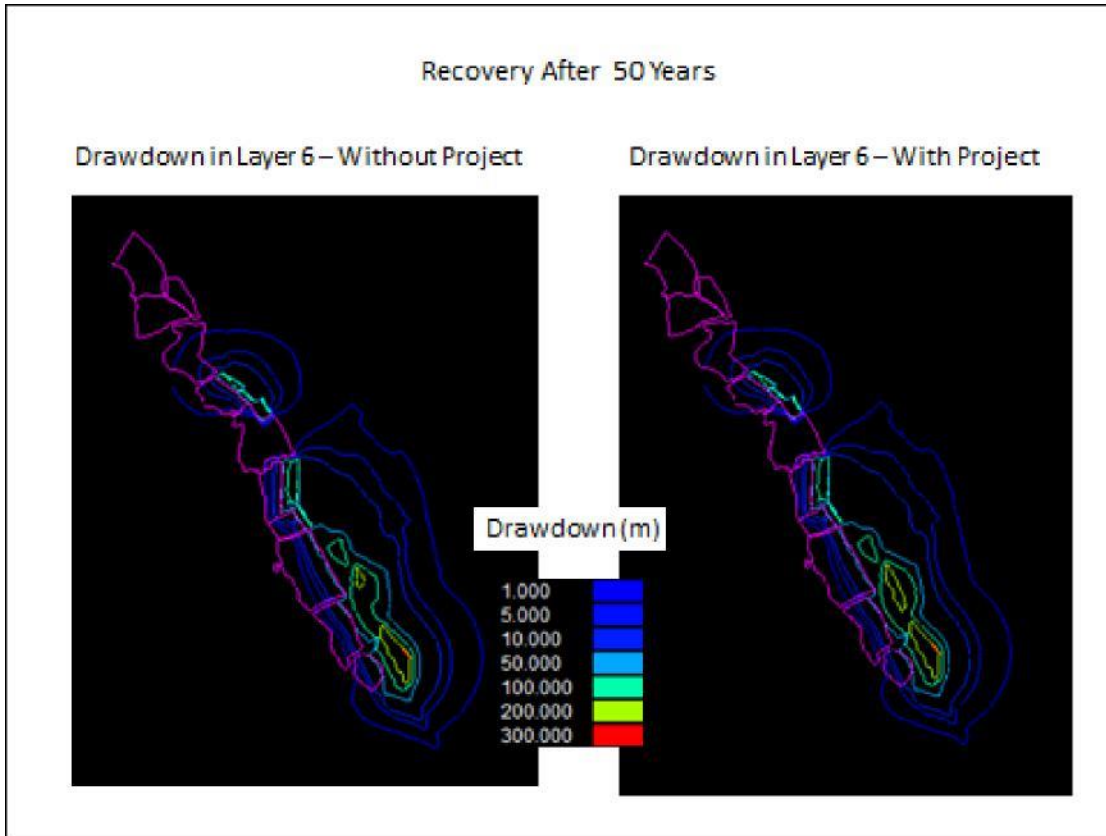 Recovery After 50 Years
Drawdown in Layer 6 – Without Project
Drawdown in Layer 6 – With Project
Drawdown (m)
1.000
5.000
10.000
50.000
100.000
200.000
300.000